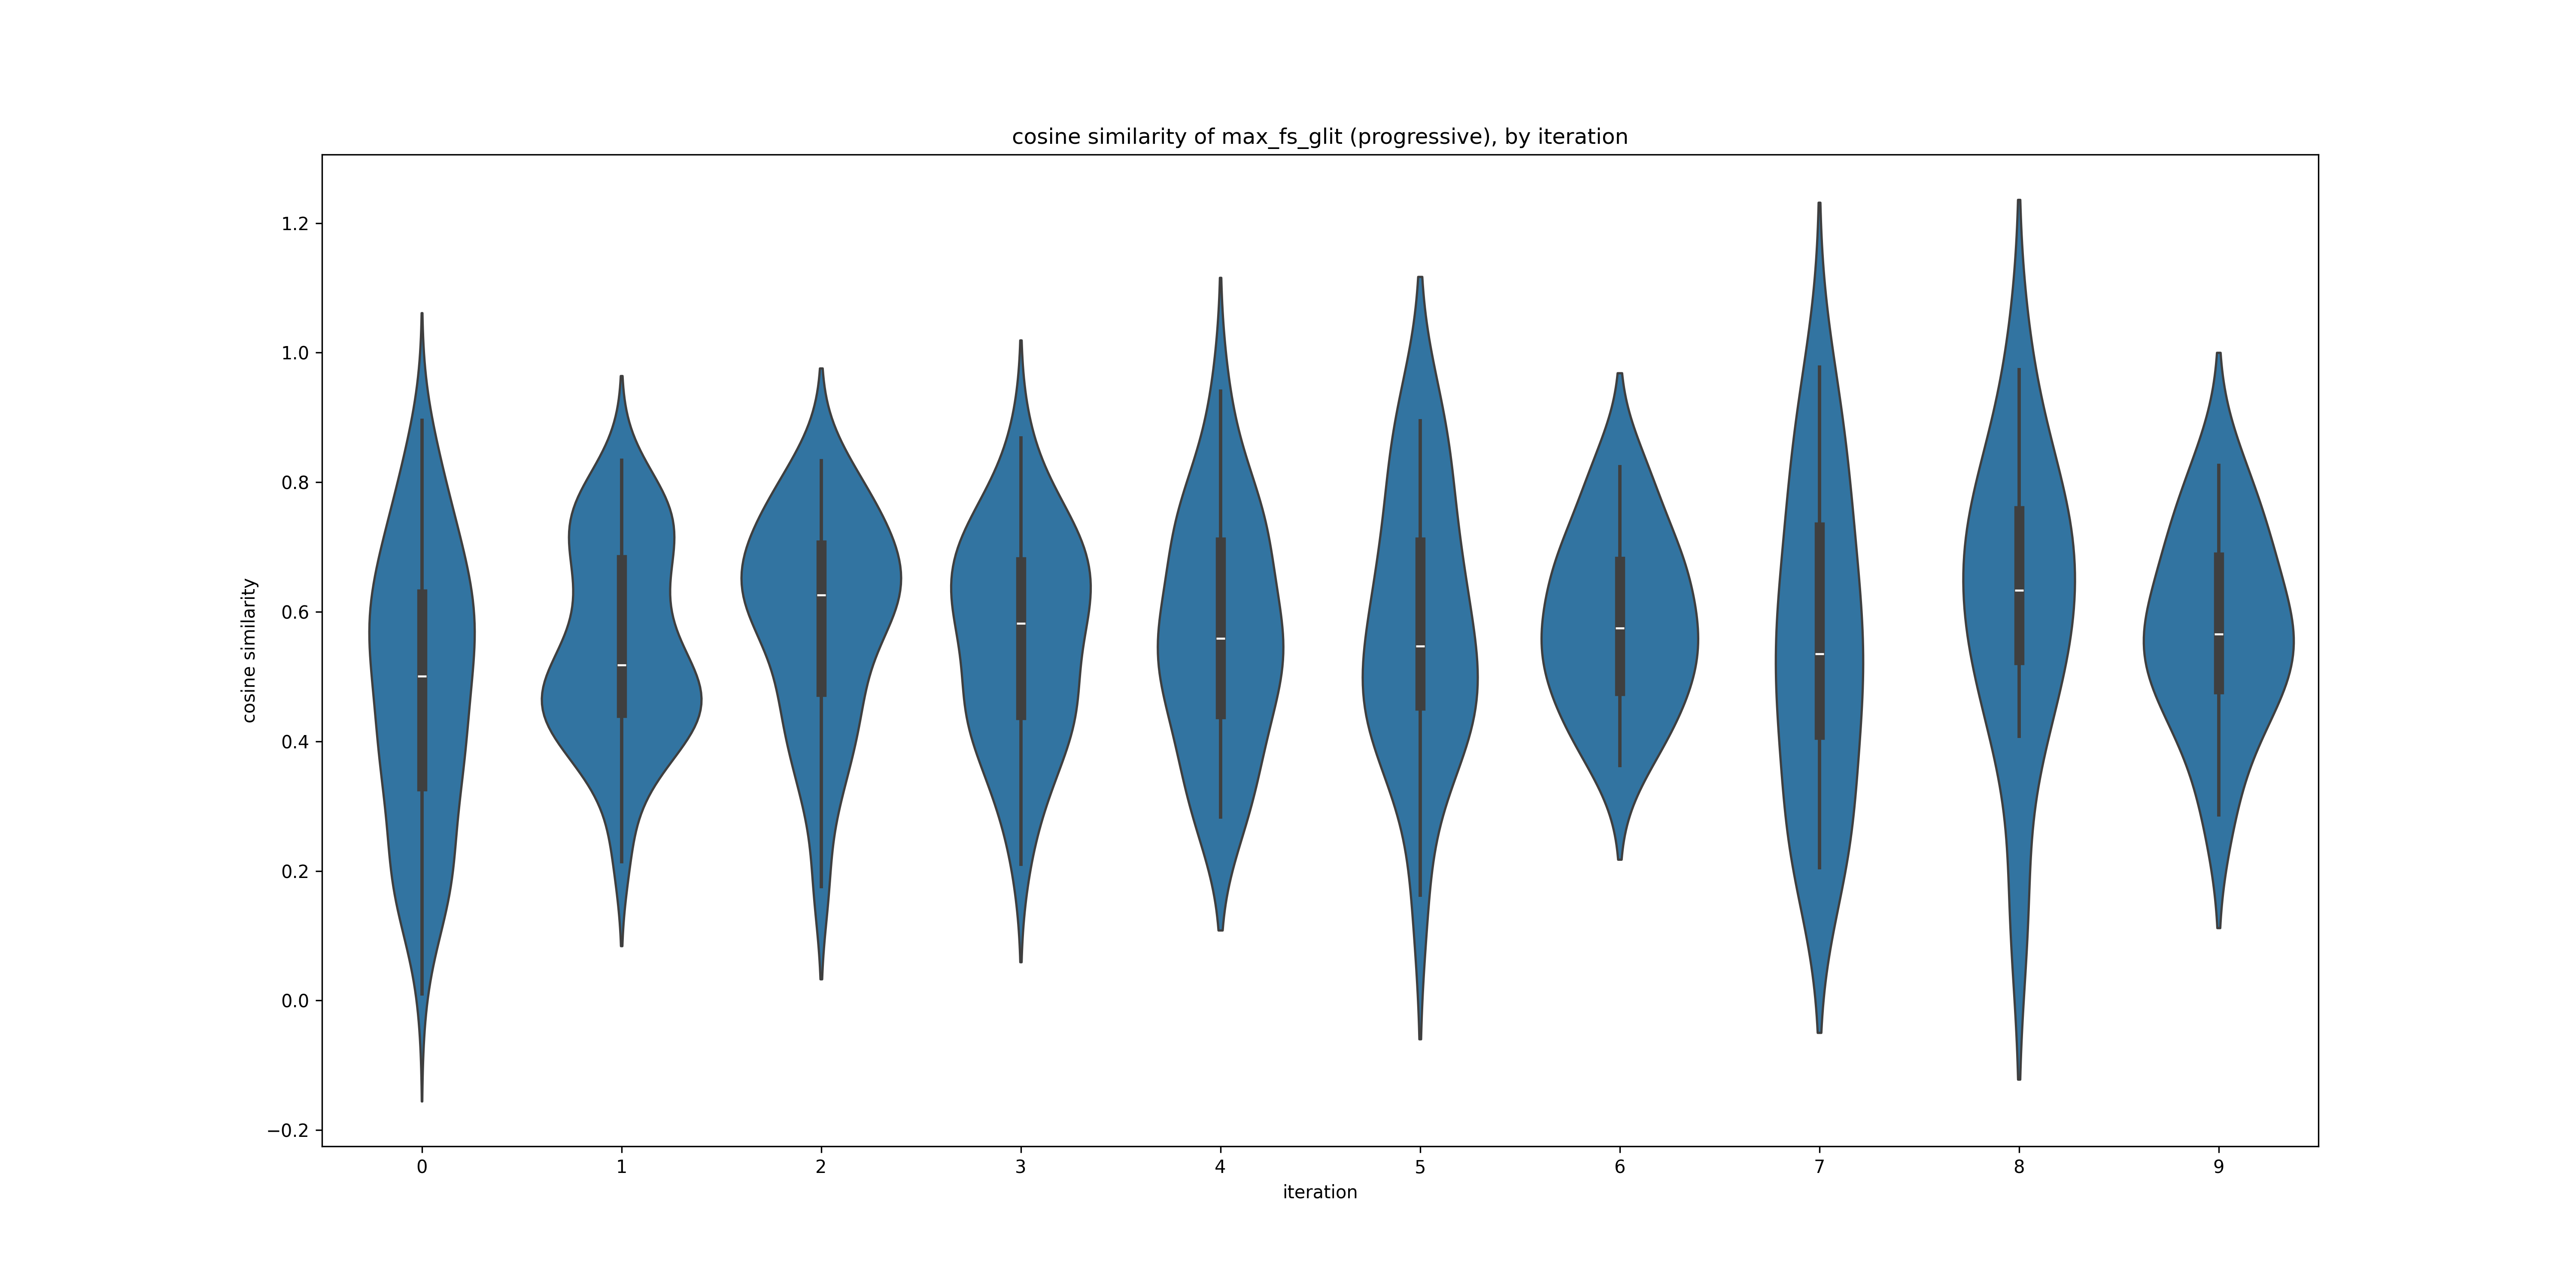 cosine similarity of max_fs_glit (progressive), by iteration
cosine similarity
1.2
1.0
0.8
0.6
0.4
0.2
0.0
−0.2
0 1 2 3 4 5 6 7 8 9
iteration